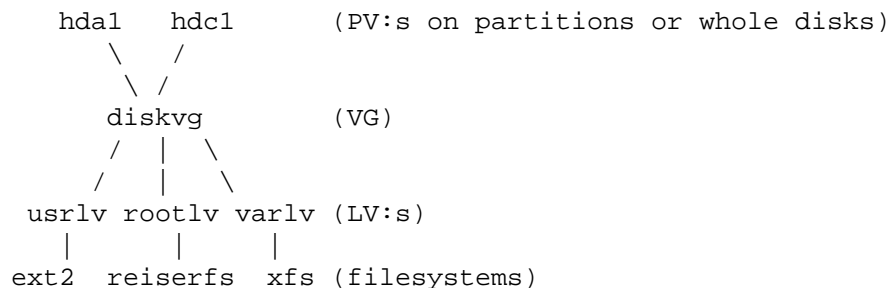 hda1 hdc1 (PV:s on partitions or whole disks)
\ /
\ /
diskvg (VG)
/ | \
/ | \
usrlv rootlv varlv (LV:s)
| | |
ext2 reiserfs xfs (filesystems)